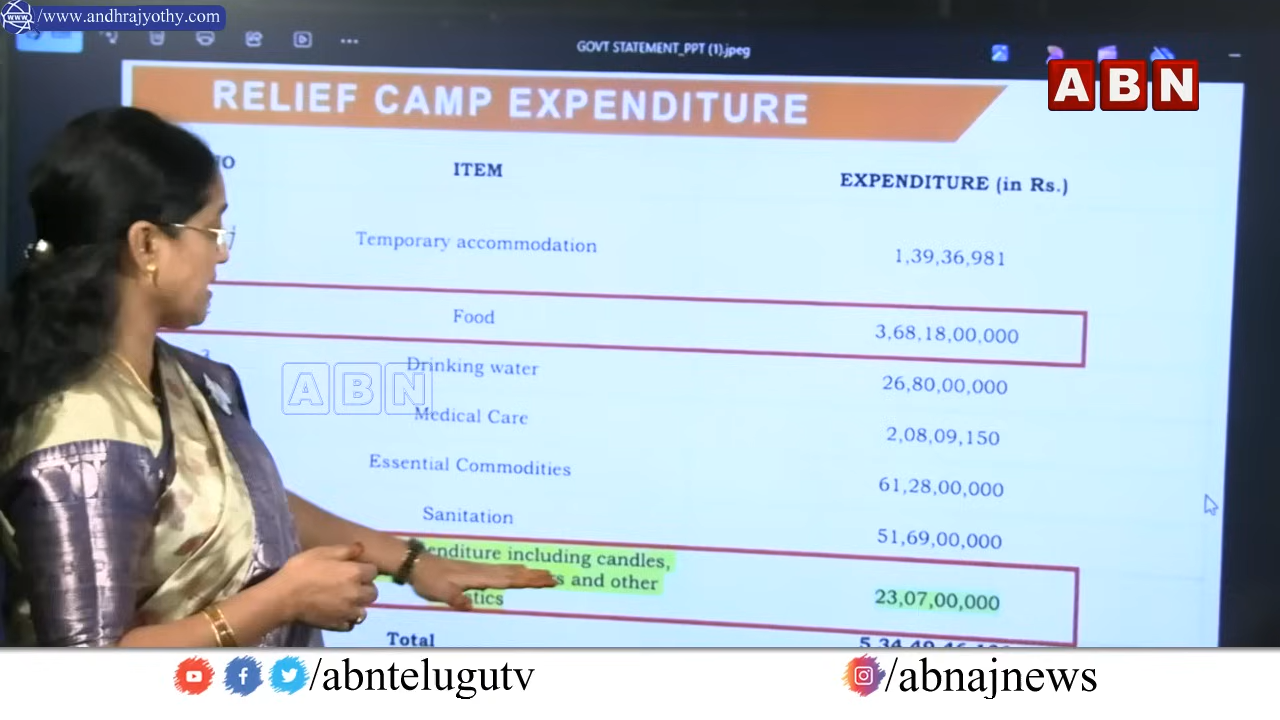 www
/www.andhrajyothy.com
GOVT STATEMENT_PPT (1).jpeg
ABN
RELIEF CAMP EXPENDITURE
NO ITEM EXPENDITURE (in Rs.)
Temporary accommodation 1,39,36,981
Food 3,68,18,00,000
3 Drinking water 26,80,00,000
ABN
Medical Care 2,08,09,150
Essential Commodities 61,28,00,000
Sanitation 51,69,00,000
enditure including candles,
and other 23,07,00,000
Total
/abntelugutv /abnajnews